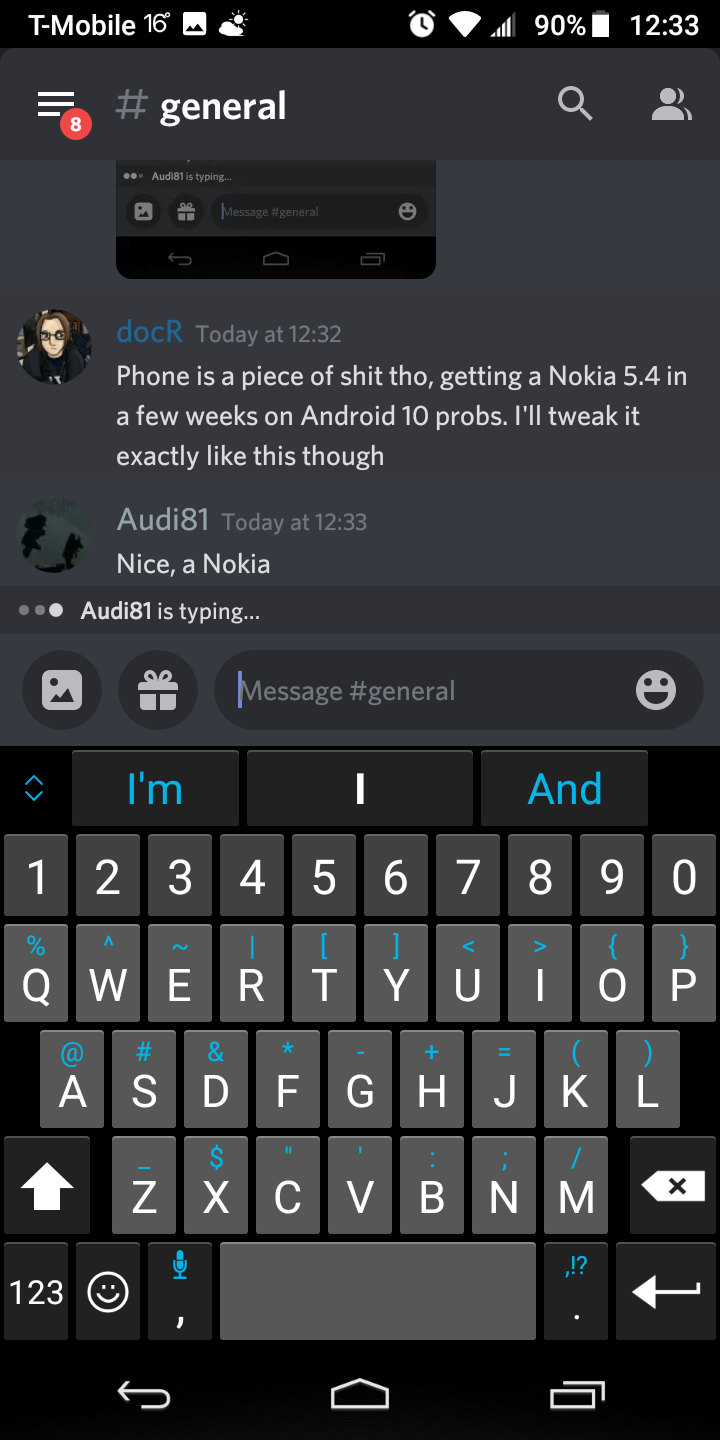 T-Mobile 16° 90% 12:33
8
# general
Audi81 is typing...
Message #general
docR Today at 12:32
Phone is a piece of shit tho, getting a Nokia 5.4 in
a few weeks on Android 10 probs. I'll tweak it
exactly like this though
Audi81 Today at 12:33
Nice, a Nokia
Audi81 is typing...
Message #general
I'm I And
1 2 3 4 5 6 7 8 9 0
% ^ ~ | [ ] < > { }
Q W E R T Y U I O P
@ # & * - + = ( )
A S D F G H J K L
_ $ " ' : ; /
Z X C V B N M
,!?
123 , .